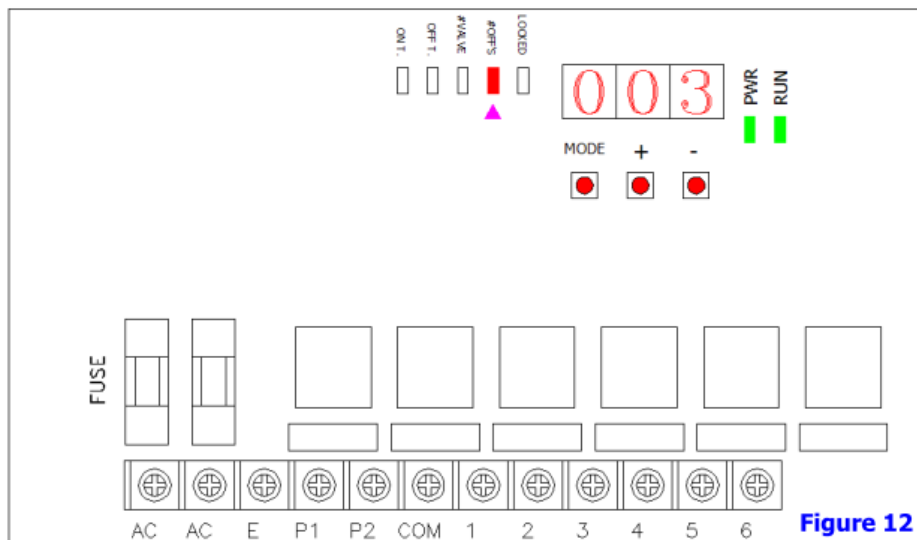 ON T.
OFF T.
#VALVE
#OFF'S
LOCKED
003
PWR
RUN
MODE + -
FUSE
AC AC E P1 P2 COM 1 2 3 4 5 6
Figure 12